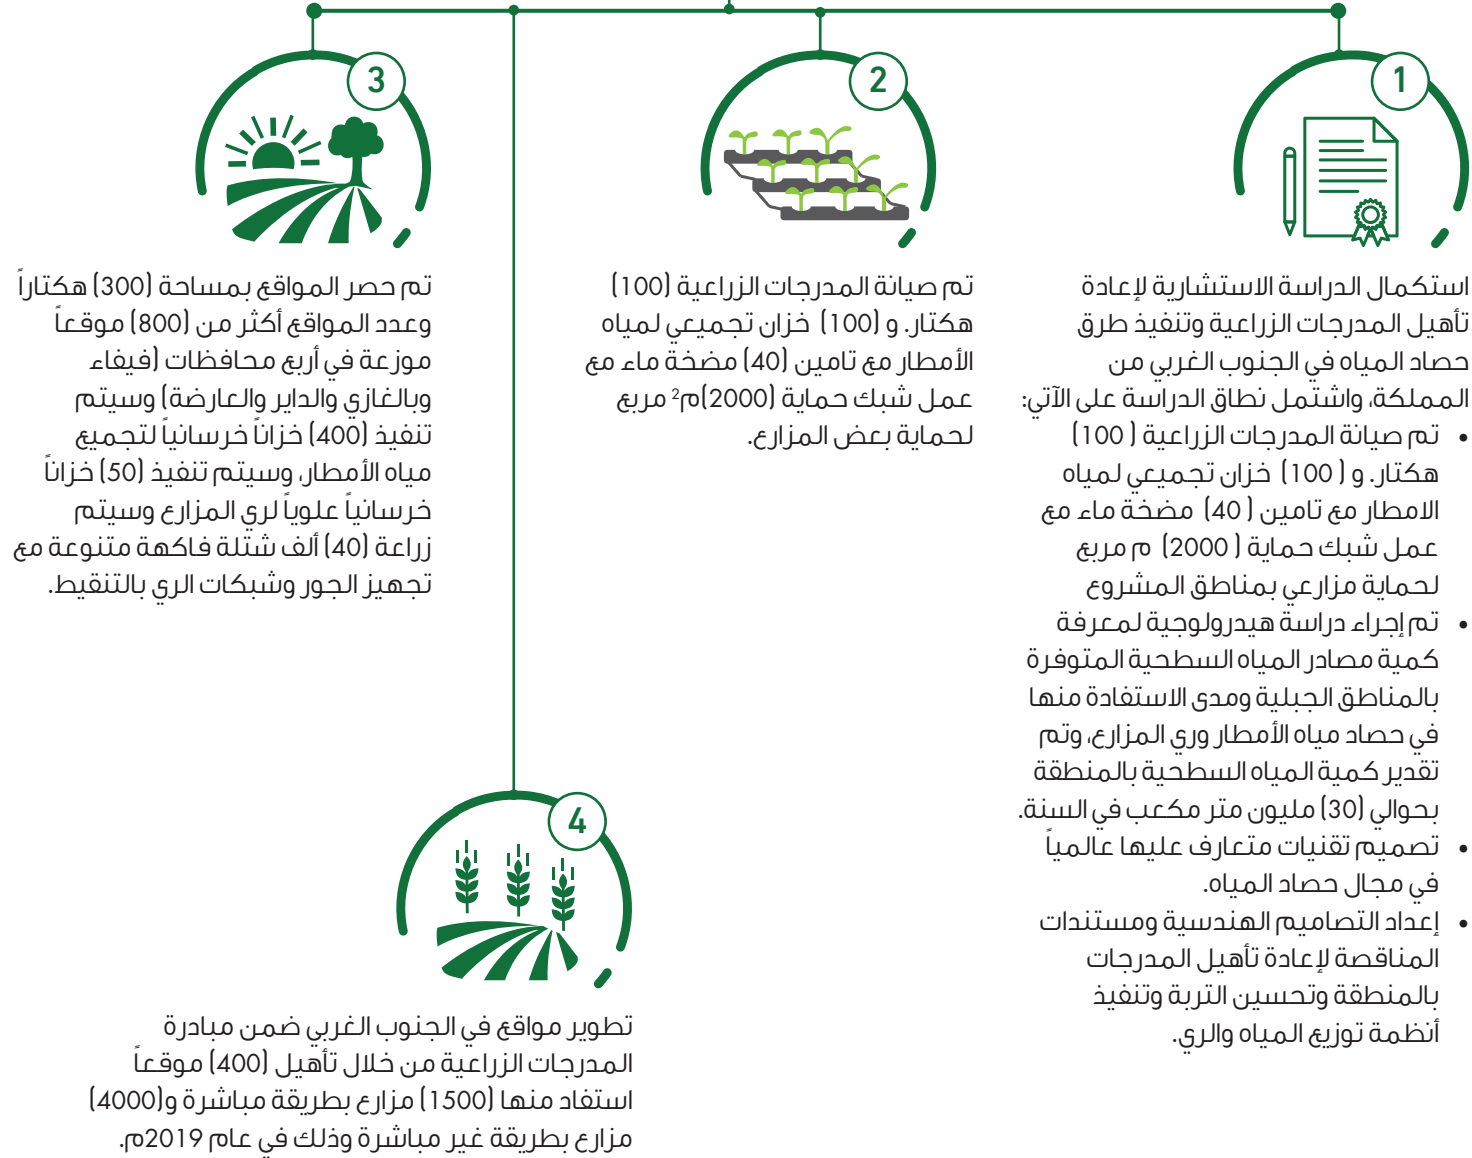 1
استكمال الدراسة الاستشارية لإعادة
تأهيل المدرجات الزراعية وتنفيذ طرق
حصاد المياه في الجنوب الغربي من
المملكة، واشتمل نطاق الدراسة على الآتي:
• تم صيانة المدرجات الزراعية ( 100)
هكتار. و ( 100) خزان تجميعي لمياه
الامطار مع تامين ( 40) مضخة ماء مع
عمل شبك حماية ( 2000) م مربع
لحماية مزارعي بمناطق المشروع
• تم إجراء دراسة هيدرولوجية لمعرفة
كمية مصادر المياه السطحية المتوفرة
بالمناطق الجبلية ومدى الاستفادة منها
في حصاد مياه الأمطار وري المزارع، وتم
تقدير كمية المياه السطحية بالمنطقة
بحوالي (30) مليون متر مكعب في السنة.
• تصميم تقنيات متعارف عليها عالمياً
في مجال حصاد المياه.
• إعداد التصاميم الهندسية ومستندات
المناقصة لإعادة تأهيل المدرجات
بالمنطقة وتحسين التربة وتنفيذ
أنظمة توزيع المياه والري.
2
تم صيانة المدرجات الزراعية (100)
هكتار. و (100) خزان تجميعي لمياه
الأمطار مع تامين (40) مضخة ماء مع
عمل شبك حماية (2000)م² مربع
لحماية بعض المزارع.
3
تم حصر المواقع بمساحة (300) هكتاراً
وعدد المواقع أكثر من (800) موقعاً
موزعة في أربع محافظات (فيفاء
وبالغازي والداير والعارضة) وسيتم
تنفيذ (400) خزاناً خرسانياً لتجميع
مياه الأمطار، وسيتم تنفيذ (50) خزاناً
خرسانياً علوياً لري المزارع وسيتم
زراعة (40) ألف شتلة فاكهة متنوعة مع
تجهيز الجور وشبكات الري بالتنقيط.
4
تطوير مواقع في الجنوب الغربي ضمن مبادرة
المدرجات الزراعية من خلال تأهيل (400) موقعاً
استفاد منها (1500) مزارع بطريقة مباشرة و(4000)
مزارع بطريقة غير مباشرة وذلك في عام 2019م.